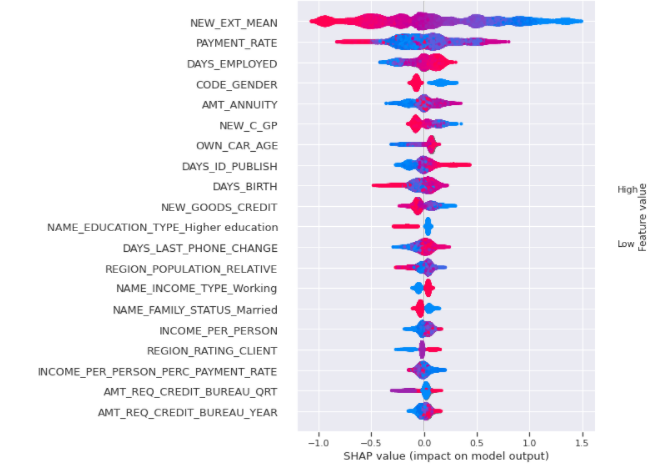 NEW_EXT_MEAN
PAYMENT_RATE
DAYS_EMPLOYED
CODE_GENDER
AMT_ANNUITY
NEW_C_GP
OWN_CAR_AGE
DAYS_ID_PUBLISH
DAYS_BIRTH
NEW_GOODS_CREDIT
NAME_EDUCATION_TYPE_Higher education
DAYS_LAST_PHONE_CHANGE
REGION_POPULATION_RELATIVE
NAME_INCOME_TYPE_Working
NAME_FAMILY_STATUS_Married
INCOME_PER_PERSON
REGION_RATING_CLIENT
INCOME_PER_PERSON_PERC_PAYMENT_RATE
AMT_REQ_CREDIT_BUREAU_QRT
AMT_REQ_CREDIT_BUREAU_YEAR
−1.0 −0.5 0.0 0.5 1.0 1.5
SHAP value (impact on model output)
High
Low
Feature value